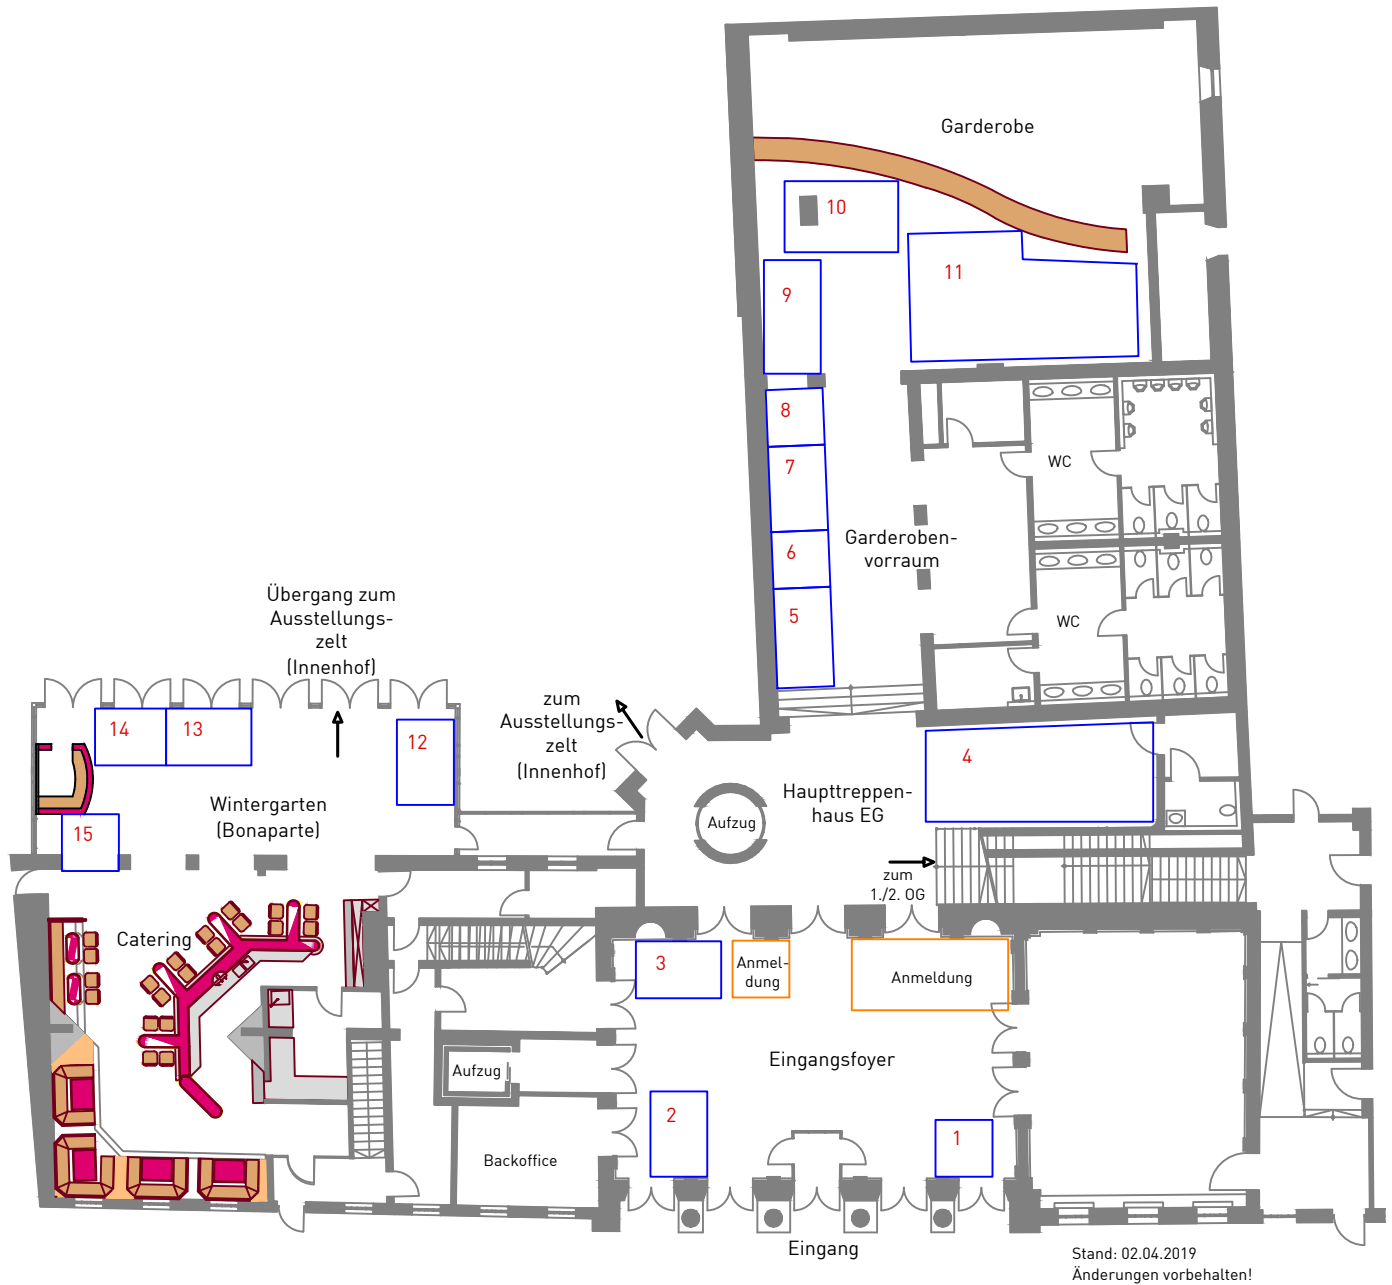 Garderobe
10
11
9
8
7
WC
Garderoben-
vorraum
6
5
WC
Übergang zum
Ausstellungs-
zelt
(Innenhof)
zum
Ausstellungs-
zelt
(Innenhof)
14
13
12
4
Wintergarten
(Bonaparte)
15
Haupttreppen-
haus EG
Aufzug
zum
1./2. OG
Catering
3
Anmel-
dung
Anmeldung
Eingangsfoyer
Aufzug
2
1
Backoffice
Eingang
Stand: 02.04.2019
Änderungen vorbehalten!